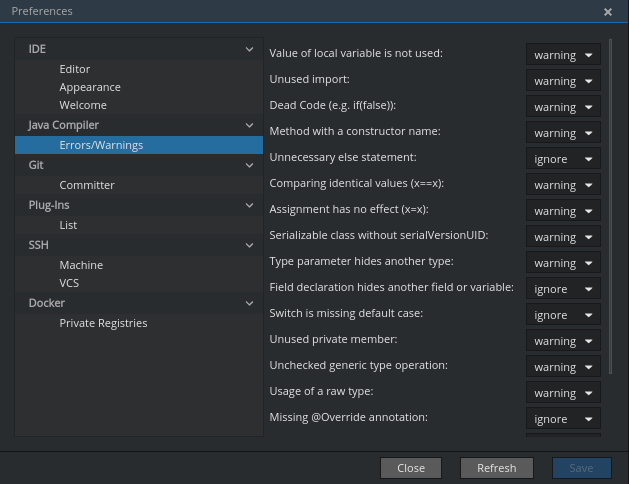 Preferences
IDE
Editor
Appearance
Welcome
Java Compiler
Errors/Warnings
Git
Committer
Plug-Ins
List
SSH
Machine
VCS
Docker
Private Registries
Value of local variable is not used: warning
Unused import: warning
Dead Code (e.g. if(false)): warning
Method with a constructor name: warning
Unnecessary else statement: ignore
Comparing identical values (x==x): warning
Assignment has no effect (x=x): warning
Serializable class without serialVersionUID: warning
Type parameter hides another type: warning
Field declaration hides another field or variable: ignore
Switch is missing default case: ignore
Unused private member: warning
Unchecked generic type operation: warning
Usage of a raw type: warning
Missing @Override annotation: ignore
Close Refresh Save